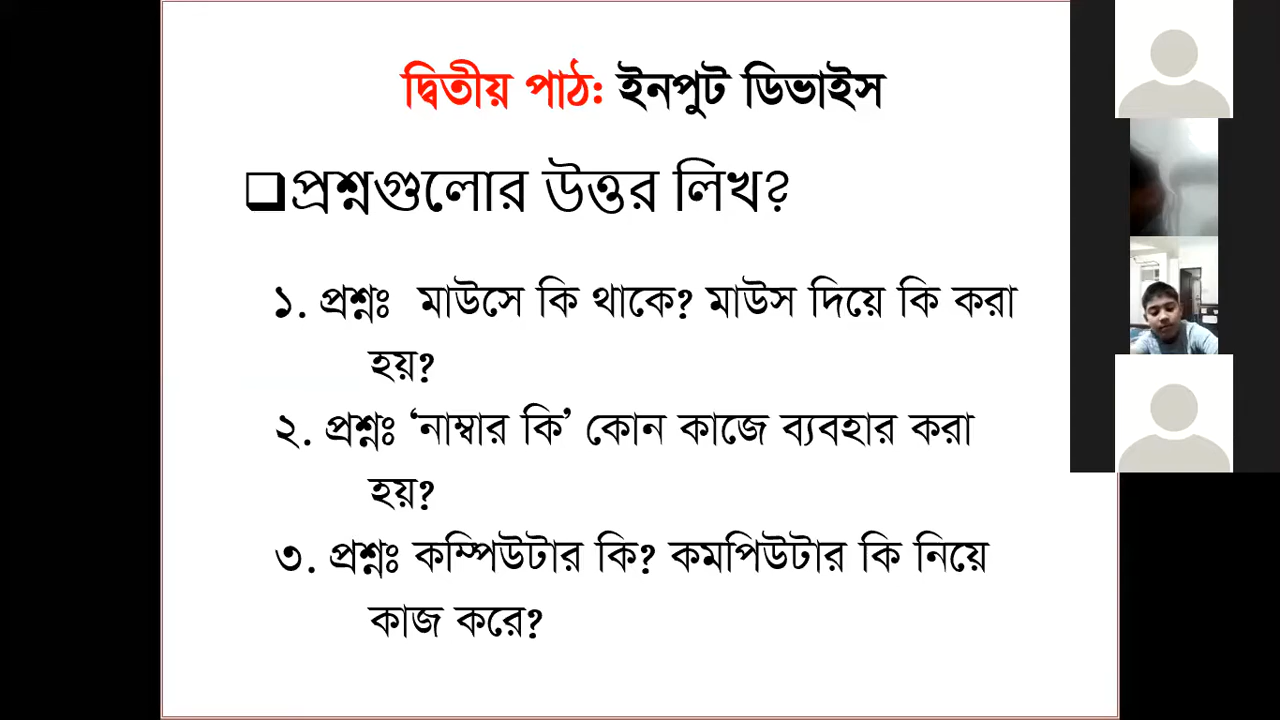 দ্বিতীয় পাঠ: ইনপুট ডিভাইস
প্রশ্নগুলোর উত্তর লিখ?
১. প্রশ্নঃ মাউসে কি থাকে? মাউস দিয়ে কি করা
হয়?
২. প্রশ্নঃ ‘নাম্বার কি’ কোন কাজে ব্যবহার করা
হয়?
৩. প্রশ্নঃ কম্পিউটার কি? কমপিউটার কি নিয়ে
কাজ করে?